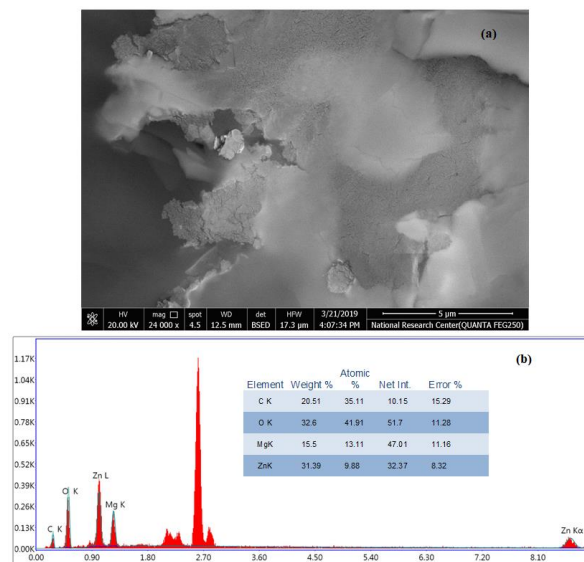 (a)
HV mag □ spot WD det HFW 3/21/2019 5 µm
20.00 kV 24 000 x 4.5 12.5 mm BSED 17.3 µm 4:07:34 PM National Research Center(QUANTA FEG250)
(b)
1.17K
1.04K
0.91K
0.78K
0.65K
0.52K
0.39K
0.26K
0.13K
0.00K
Element Weight % Atomic % Net Int. Error %
C K 20.51 35.11 10.15 15.29
O K 32.6 41.91 51.7 11.28
MgK 15.5 13.11 47.01 11.16
ZnK 31.39 9.88 32.37 8.32
C K
O K
Zn L
Mg K
Zn Kα
0.00 0.90 1.80 2.70 3.60 4.50 5.40 6.30 7.20 8.10